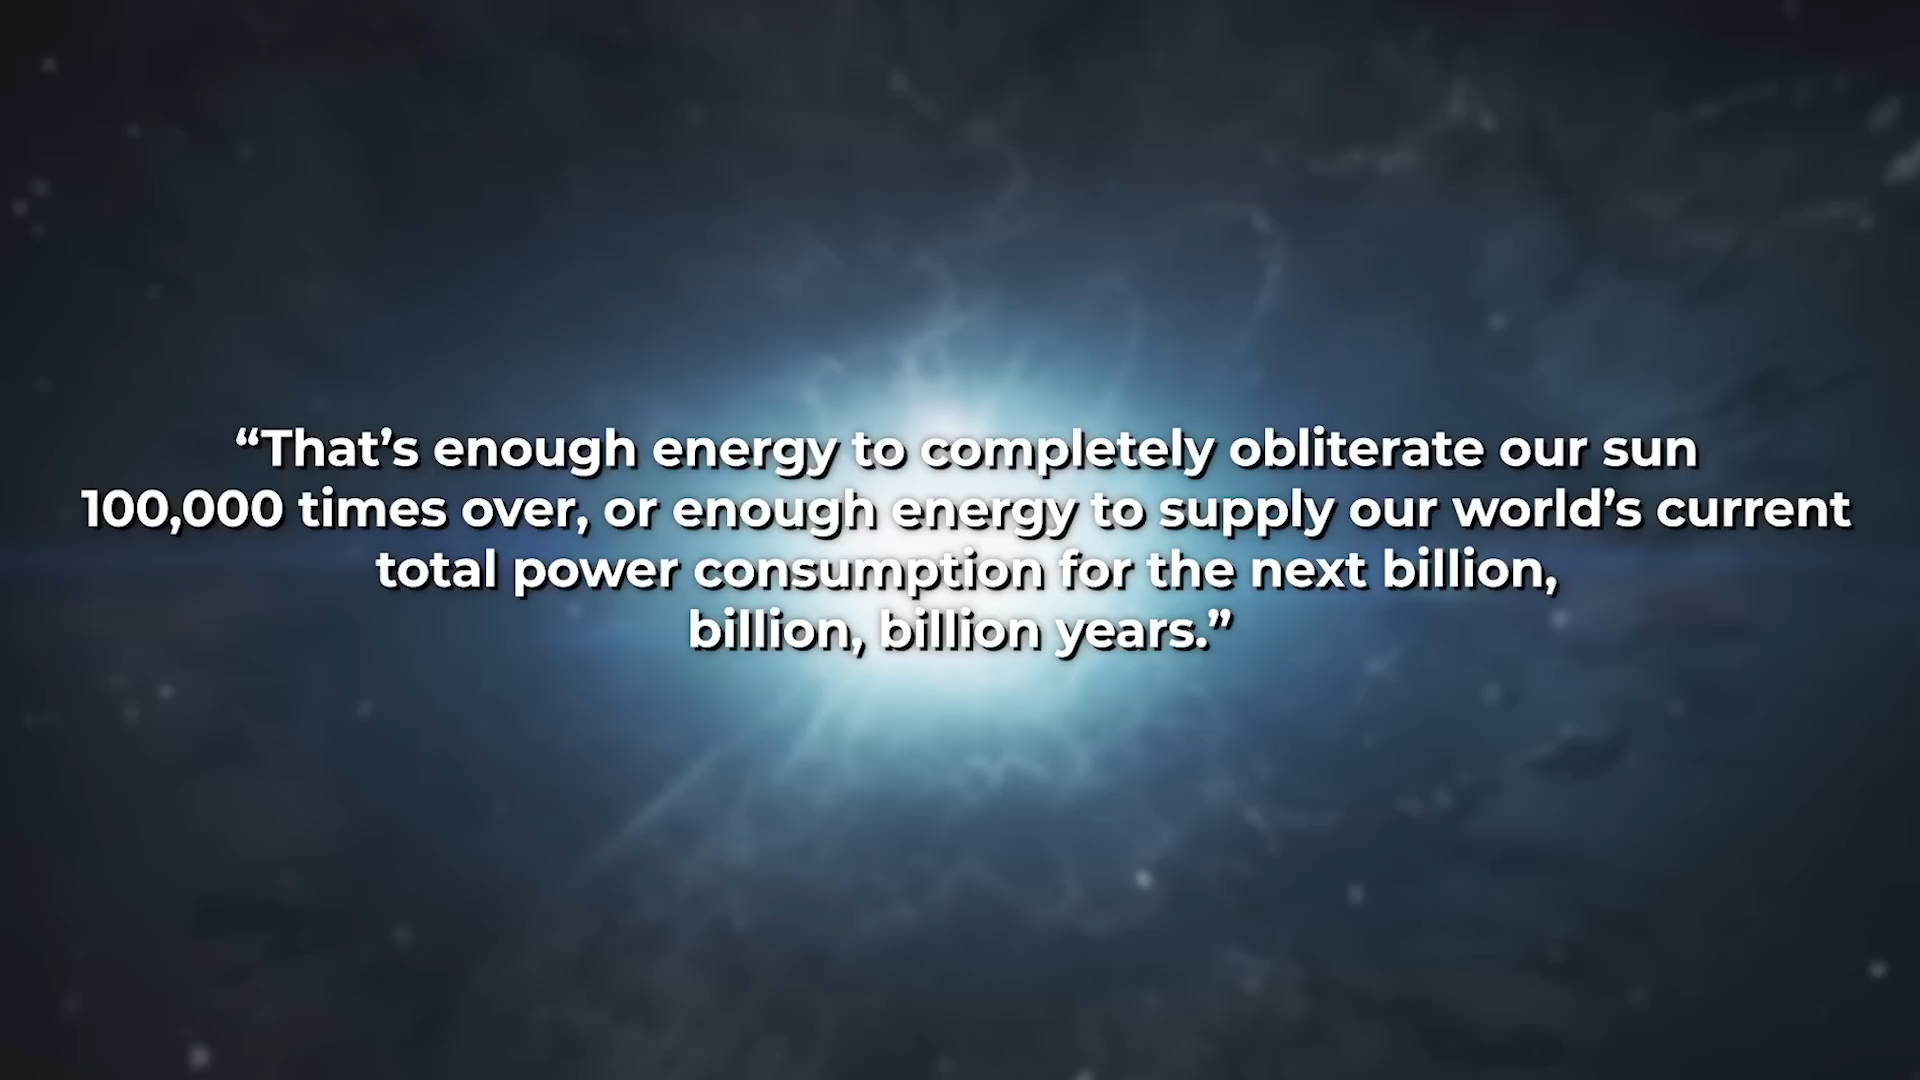 “That’s enough energy to completely obliterate our sun
100,000 times over, or enough energy to supply our world’s current
total power consumption for the next billion,
billion, billion years.”